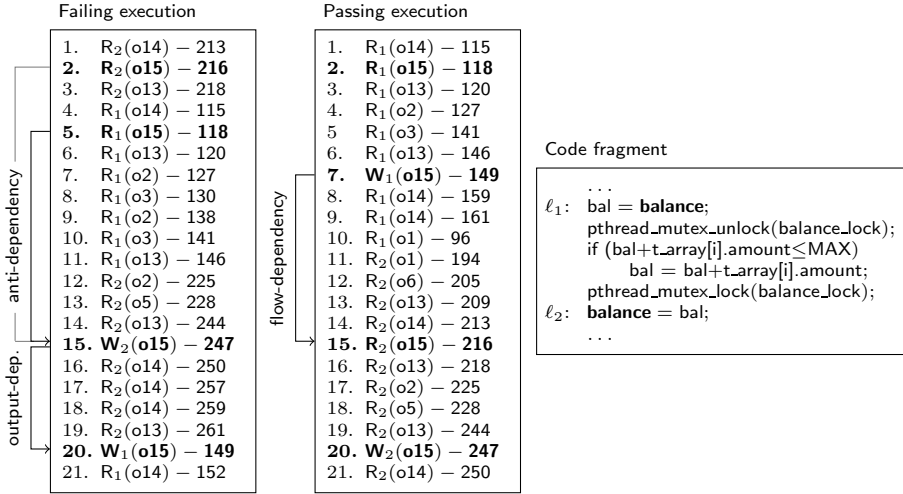 Failing execution
1. R2(o14) – 213
2. R2(o15) – 216
3. R2(o13) – 218
4. R1(o14) – 115
5. R1(o15) – 118
6. R1(o13) – 120
7. R1(o2) – 127
8. R1(o3) – 130
9. R1(o2) – 138
10. R1(o3) – 141
11. R1(o13) – 146
12. R2(o2) – 225
13. R2(o5) – 228
14. R2(o13) – 244
15. W2(o15) – 247
16. R2(o14) – 250
17. R2(o14) – 257
18. R2(o14) – 259
19. R2(o13) – 261
20. W1(o15) – 149
21. R1(o14) – 152
anti-dependency
output-dep.
Passing execution
1. R1(o14) – 115
2. R1(o15) – 118
3. R1(o13) – 120
4. R1(o2) – 127
5 R1(o3) – 141
6. R1(o13) – 146
7. W1(o15) – 149
8. R1(o14) – 159
9. R1(o14) – 161
10. R1(o1) – 96
11. R2(o1) – 194
12. R2(o6) – 205
13. R2(o13) – 209
14. R2(o14) – 213
15. R2(o15) – 216
16. R2(o13) – 218
17. R2(o2) – 225
18. R2(o5) – 228
19. R2(o13) – 244
20. W2(o15) – 247
21. R2(o14) – 250
flow-dependency
Code fragment
...
ℓ1: bal = balance;
pthread_mutex_unlock(balance_lock);
if (bal+t_array[i].amount≤MAX)
bal = bal+t_array[i].amount;
pthread_mutex_lock(balance_lock);
ℓ2: balance = bal;
...